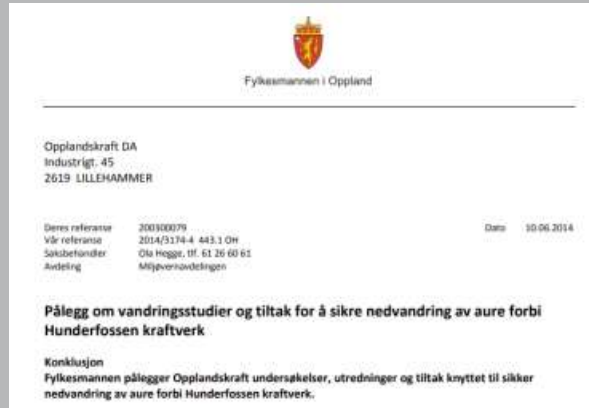 Fylkesmannen i Oppland
Opplandskraft DA
Industrigt. 45
2619 LILLEHAMMER
Deres referanse 200300079 Dato 10.06.2014
Vår referanse 2014/3174-4 443.1 OH
Saksbehandler Ola Hegge, tlf. 61 26 60 61
Avdeling Miljøvernavdelingen
Pålegg om vandringsstudier og tiltak for å sikre nedvandring av aure forbi
Hunderfossen kraftverk
Konklusjon
Fylkesmannen pålegger Opplandskraft undersøkelser, utredninger og tiltak knyttet til sikker
nedvandring av aure forbi Hunderfossen kraftverk.